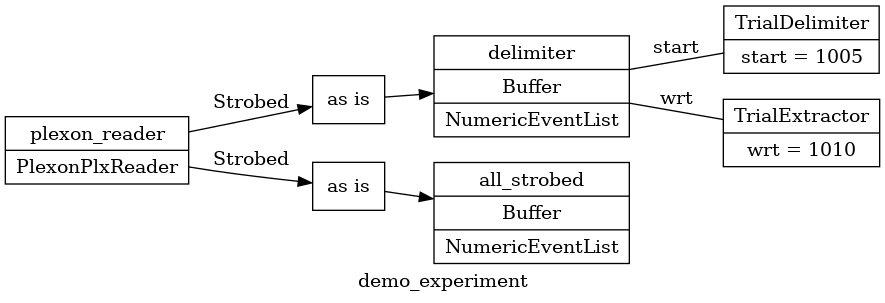 plexon_reader
PlexonPlxReader
Strobed
as is
Strobed
as is
delimiter
Buffer
NumericEventList
all_strobed
Buffer
NumericEventList
start
wrt
TrialDelimiter
start = 1005
TrialExtractor
wrt = 1010
demo_experiment